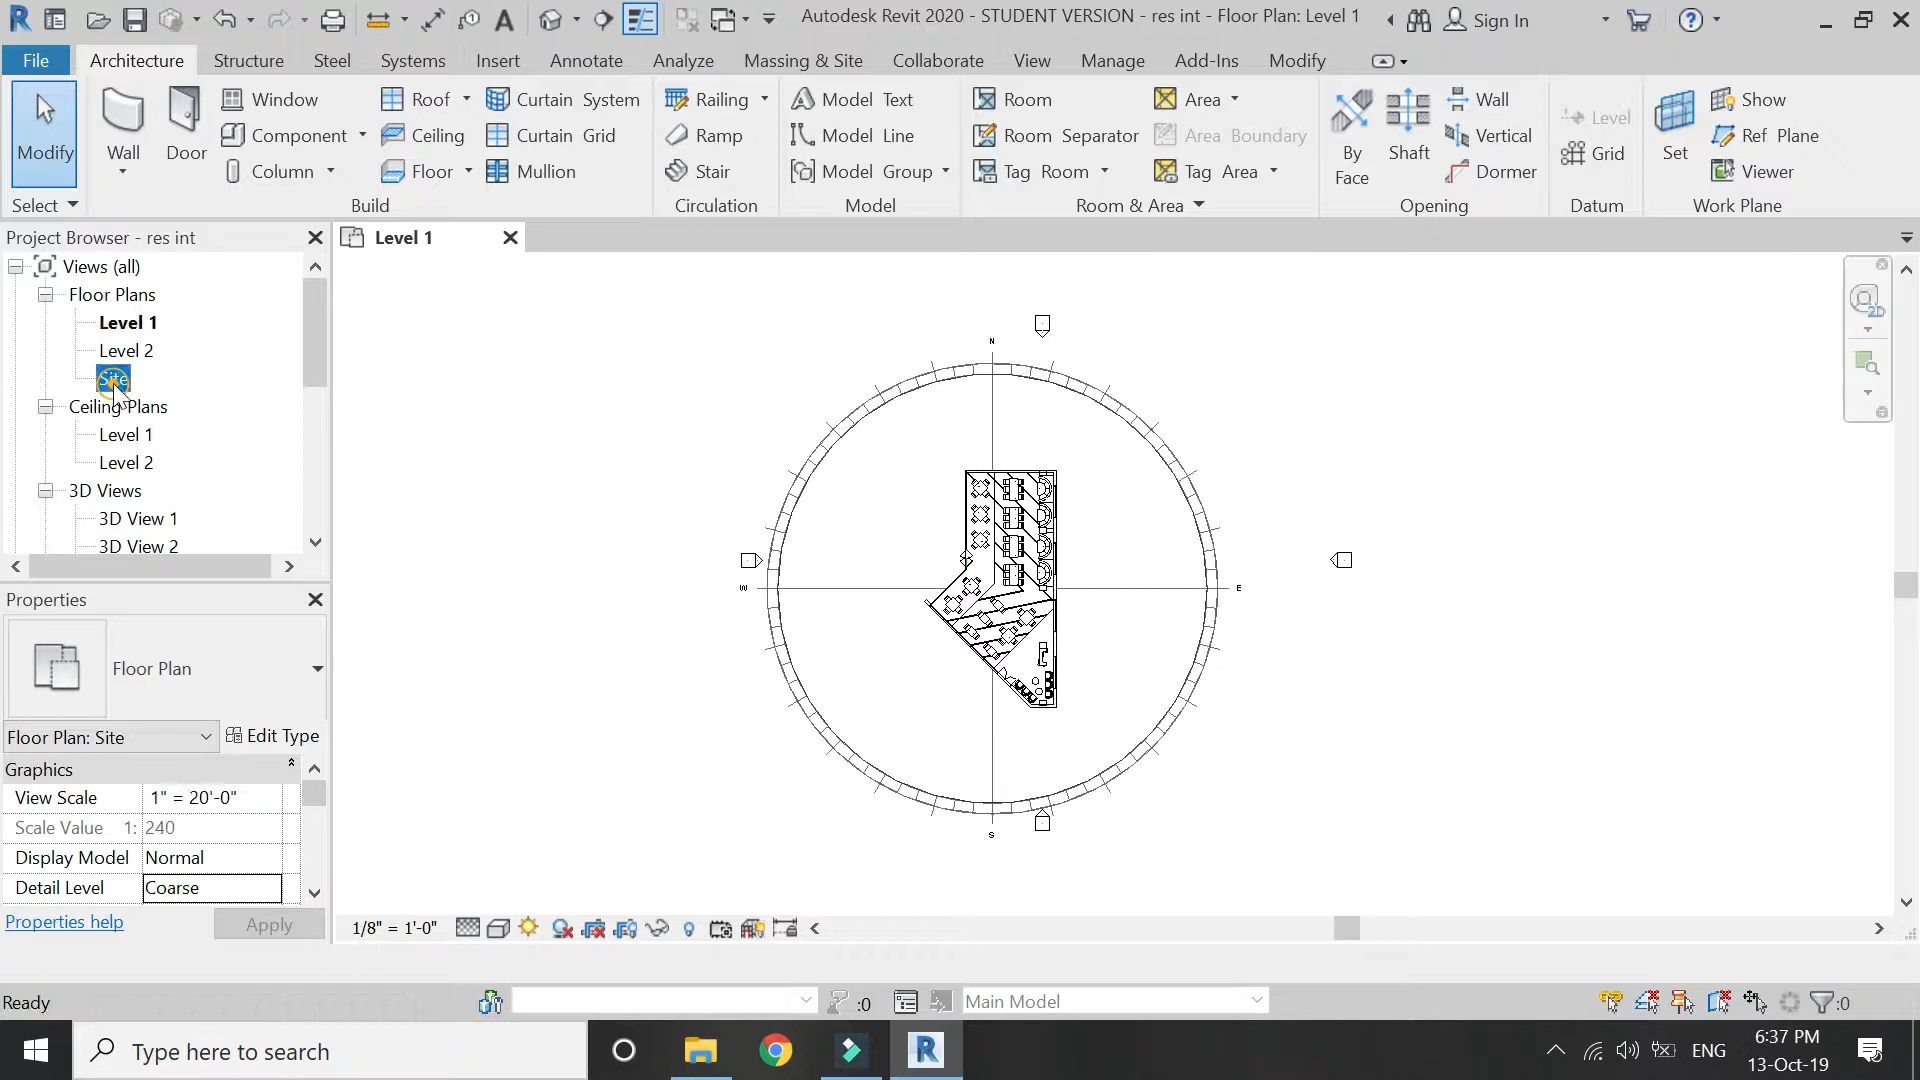 Autodesk Revit 2020 - STUDENT VERSION - res int - Floor Plan: Level 1
Sign In
File Architecture Structure Steel Systems Insert Annotate Analyze Massing & Site Collaborate View Manage Add-Ins Modify
Modify
Wall
Door
Window
Component
Column
Roof
Ceiling
Floor
Curtain System
Curtain Grid
Mullion
Railing
Ramp
Stair
Model Text
Model Line
Model Group
Room
Room Separator
Tag Room
Area
Area Boundary
Tag Area
By
Face
Shaft
Wall
Vertical
Dormer
Level
Grid
Set
Show
Ref Plane
Viewer
Select Build Circulation Model Room & Area Opening Datum Work Plane
Project Browser - res int
Level 1
Views (all)
Floor Plans
Level 1
Level 2
Site
Ceiling Plans
Level 1
Level 2
3D Views
3D View 1
3D View 2
Properties
Floor Plan
Floor Plan: Site
Edit Type
Graphics
View Scale 1" = 20'-0"
Scale Value 1: 240
Display Model Normal
Detail Level Coarse
Properties help
Apply
N
W
E
S
2D
1/8" = 1'-0"
Ready
:0
Main Model
:0
Type here to search
ENG
6:37 PM
13-Oct-19